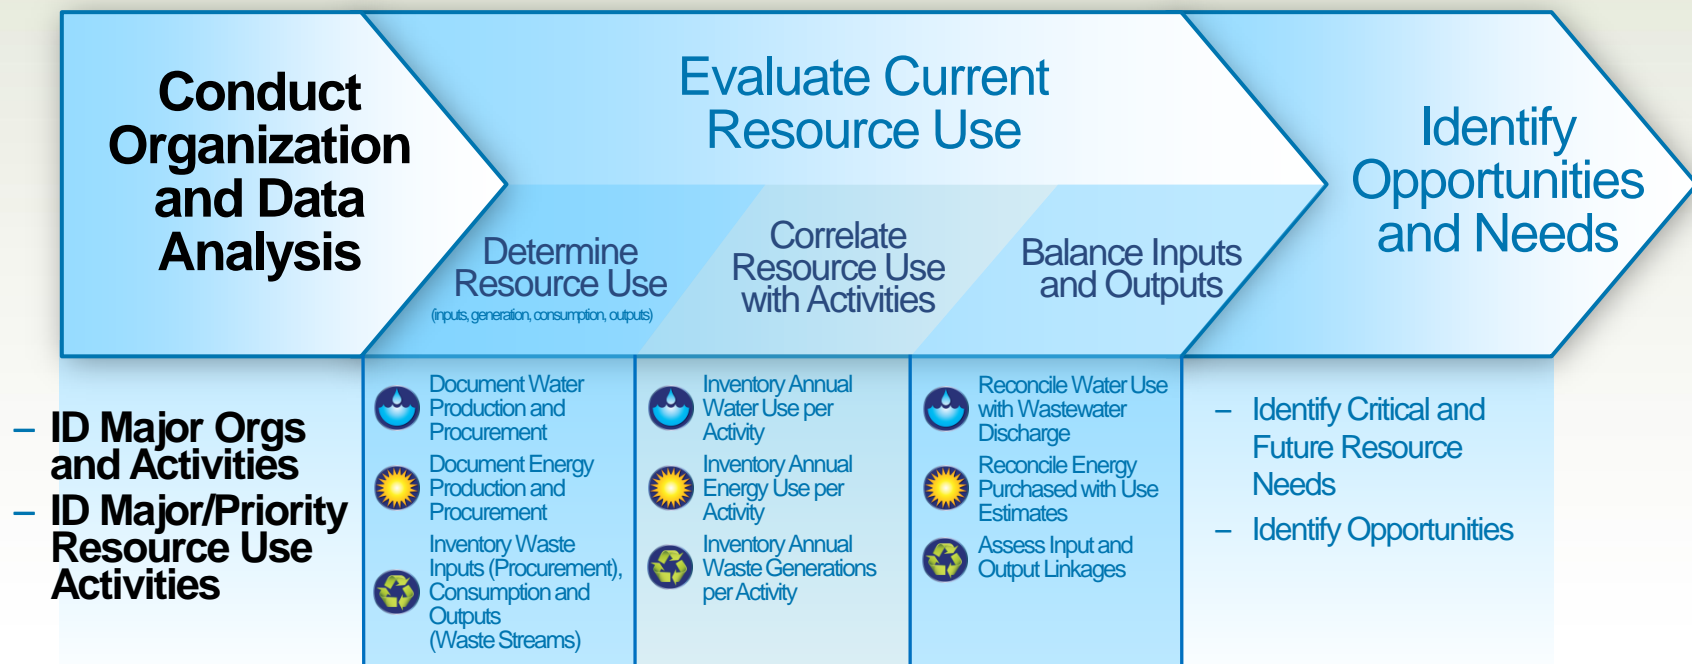 Conduct
Organization
and Data
Analysis
Evaluate Current
Resource Use
Determine
Resource Use
(inputs, generation, consumption, outputs)
Correlate
Resource Use
with Activities
Balance Inputs
and Outputs
Identify
Opportunities
and Needs
– ID Major Orgs
and Activities
– ID Major/Priority
Resource Use
Activities
Document Water
Production and
Procurement
Document Energy
Production and
Procurement
Inventory Waste
Inputs (Procurement),
Consumption and
Outputs
(Waste Streams)
Inventory Annual
Water Use per
Activity
Inventory Annual
Energy Use per
Activity
Inventory Annual
Waste Generations
per Activity
Reconcile Water Use
with Wastewater
Discharge
Reconcile Energy
Purchased with Use
Estimates
Assess Input and
Output Linkages
– Identify Critical and
Future Resource
Needs
– Identify Opportunities